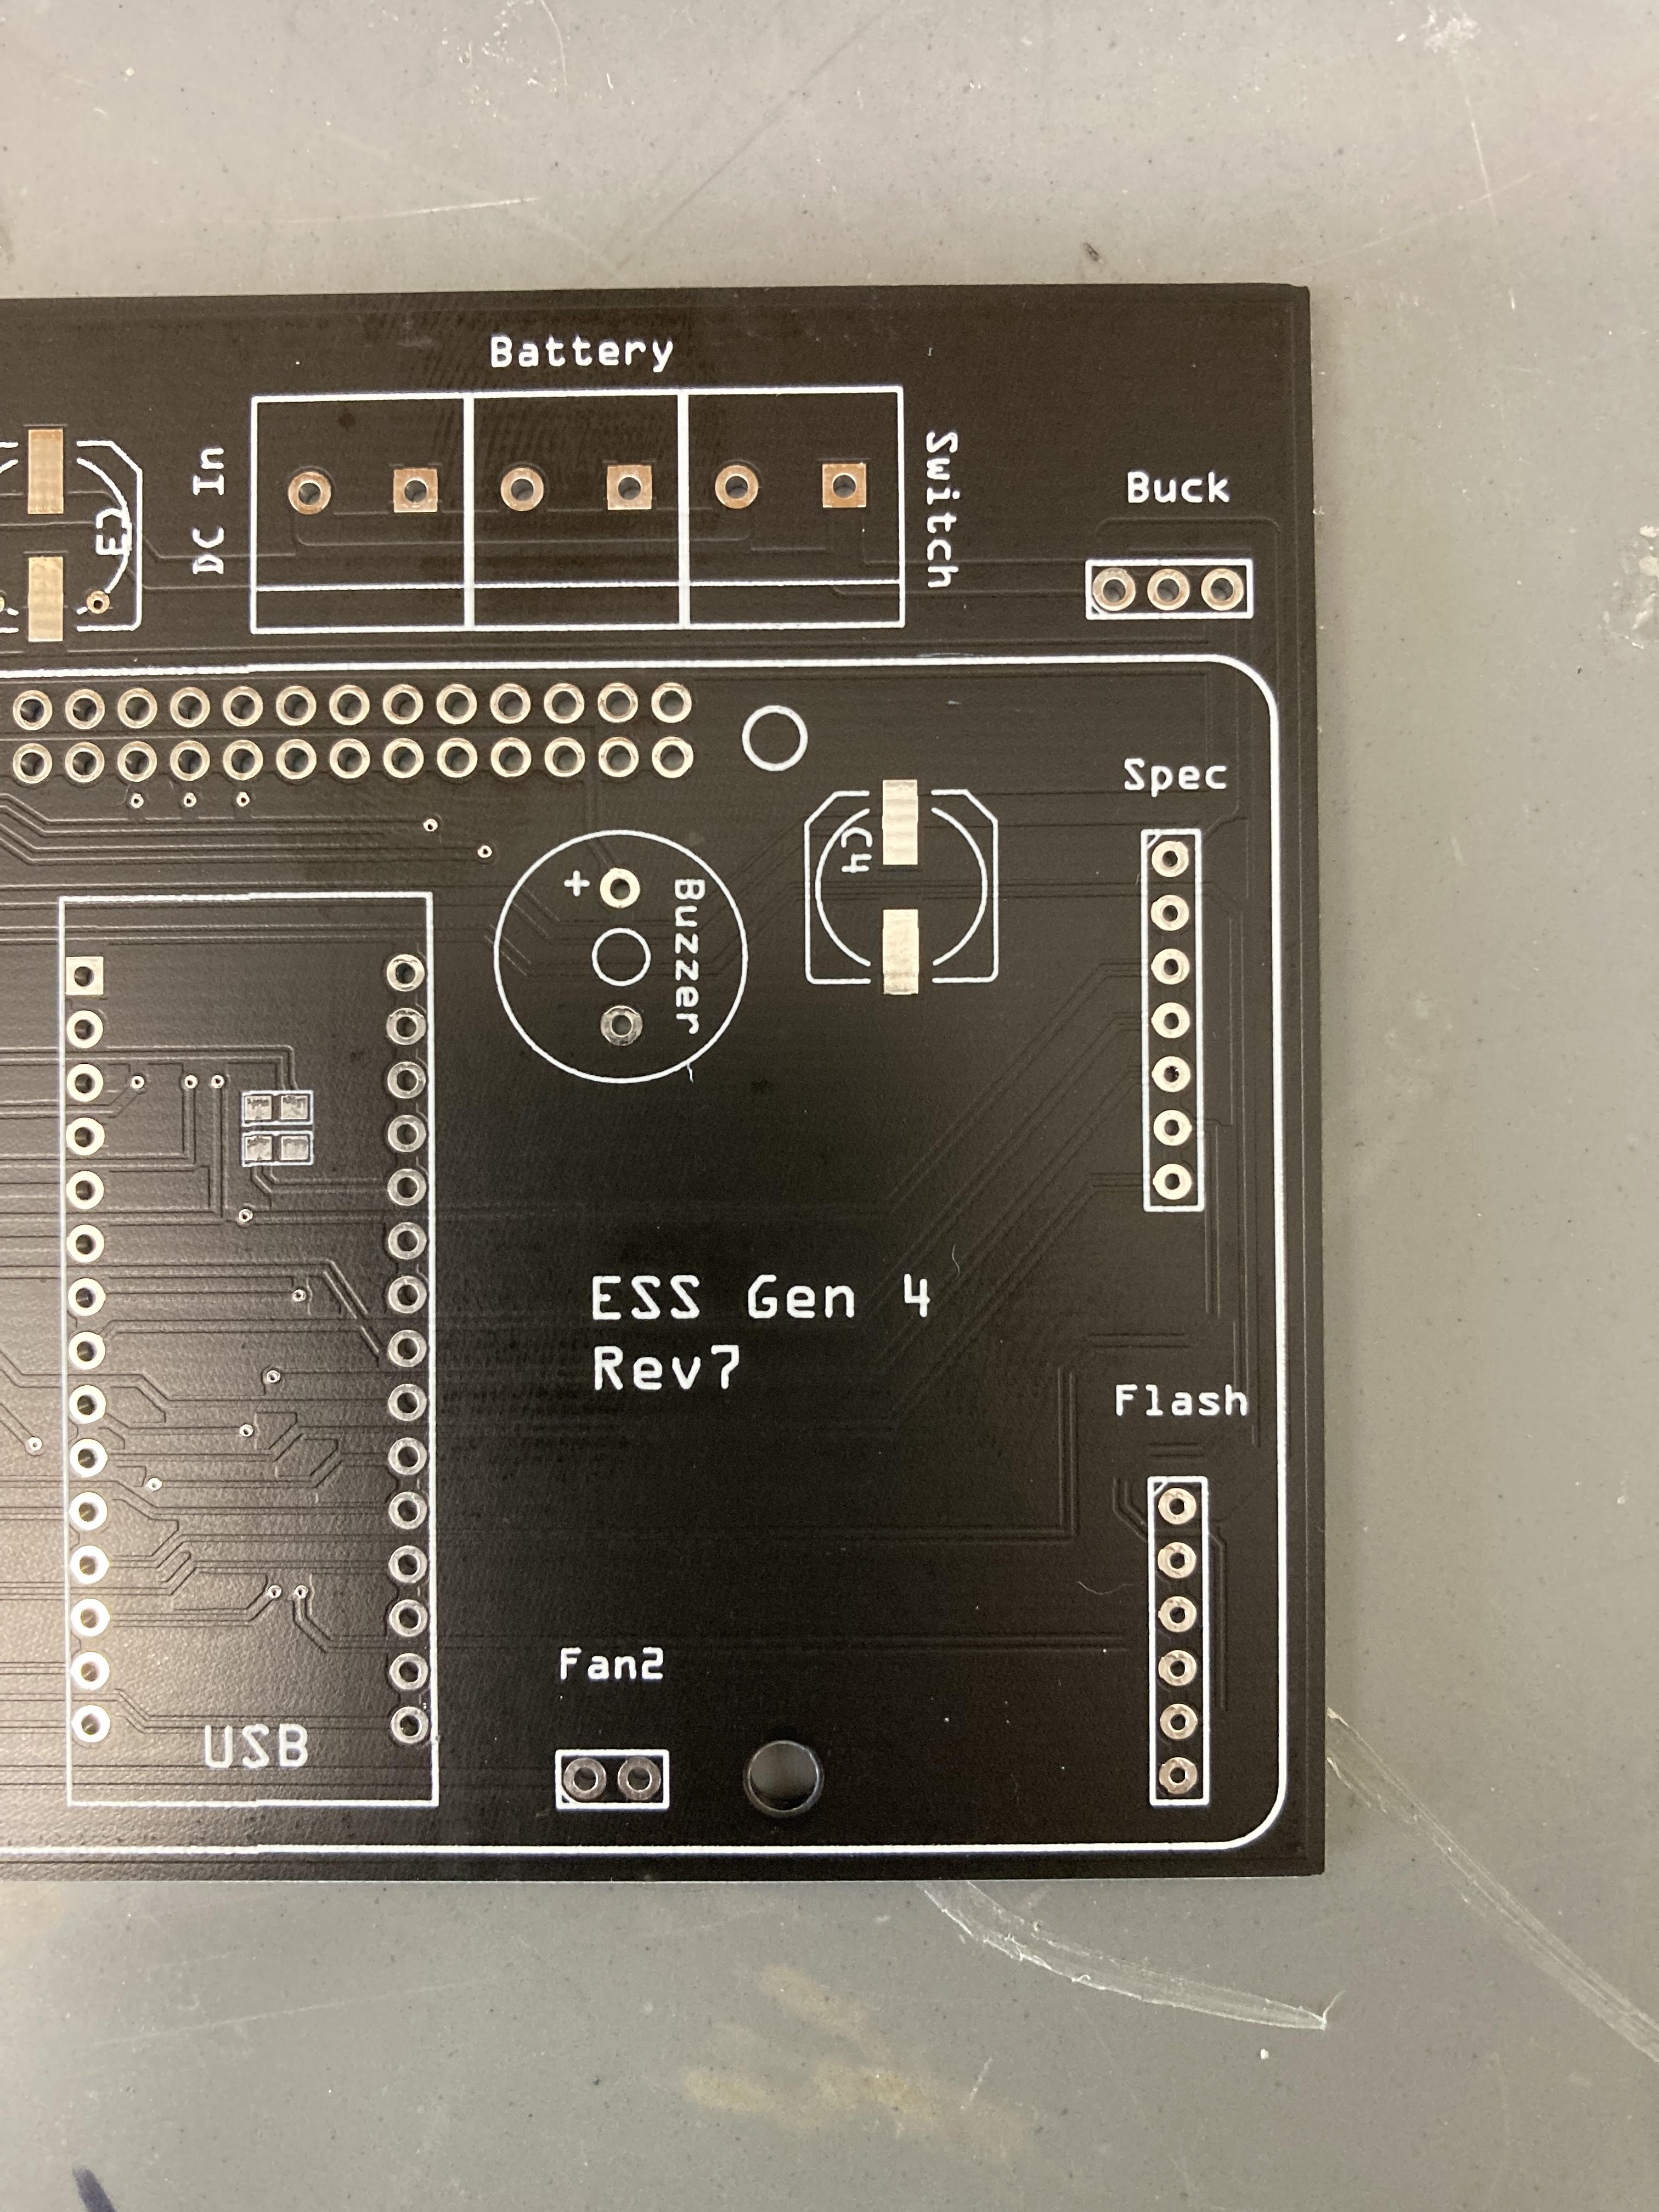 Battery
DC In
Switch
Buck
Spec
C4
+
Buzzer
ESS Gen 4
Rev7
Flash
Fan2
USB